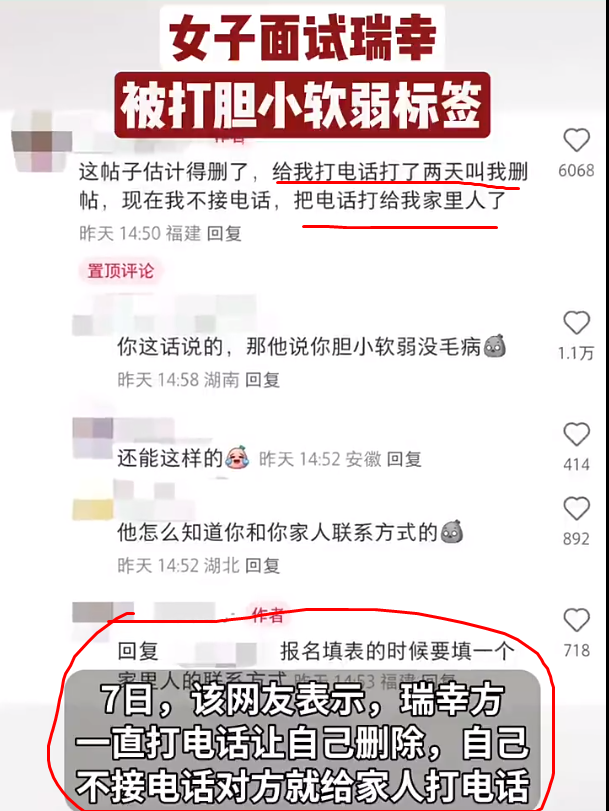 女子面试瑞幸
被打胆小软弱标签
作者
这帖子估计得删了，给我打电话打了两天叫我删
帖，现在我不接电话，把电话打给我家里人了
昨天 14:50 福建 回复
6068
置顶评论
你这话说的，那他说你胆小软弱没毛病
昨天 14:58 湖南 回复
1.1万
还能这样的 昨天 14:52 安徽 回复
414
他怎么知道你和你家人联系方式的
昨天 14:52 湖北 回复
892
作者
回复 报名填表的时候要填一个
家里人的联系方式 昨天 14:53 福建 回复
718
7日，该网友表示，瑞幸方
一直打电话让自己删除，自己
不接电话对方就给家人打电话